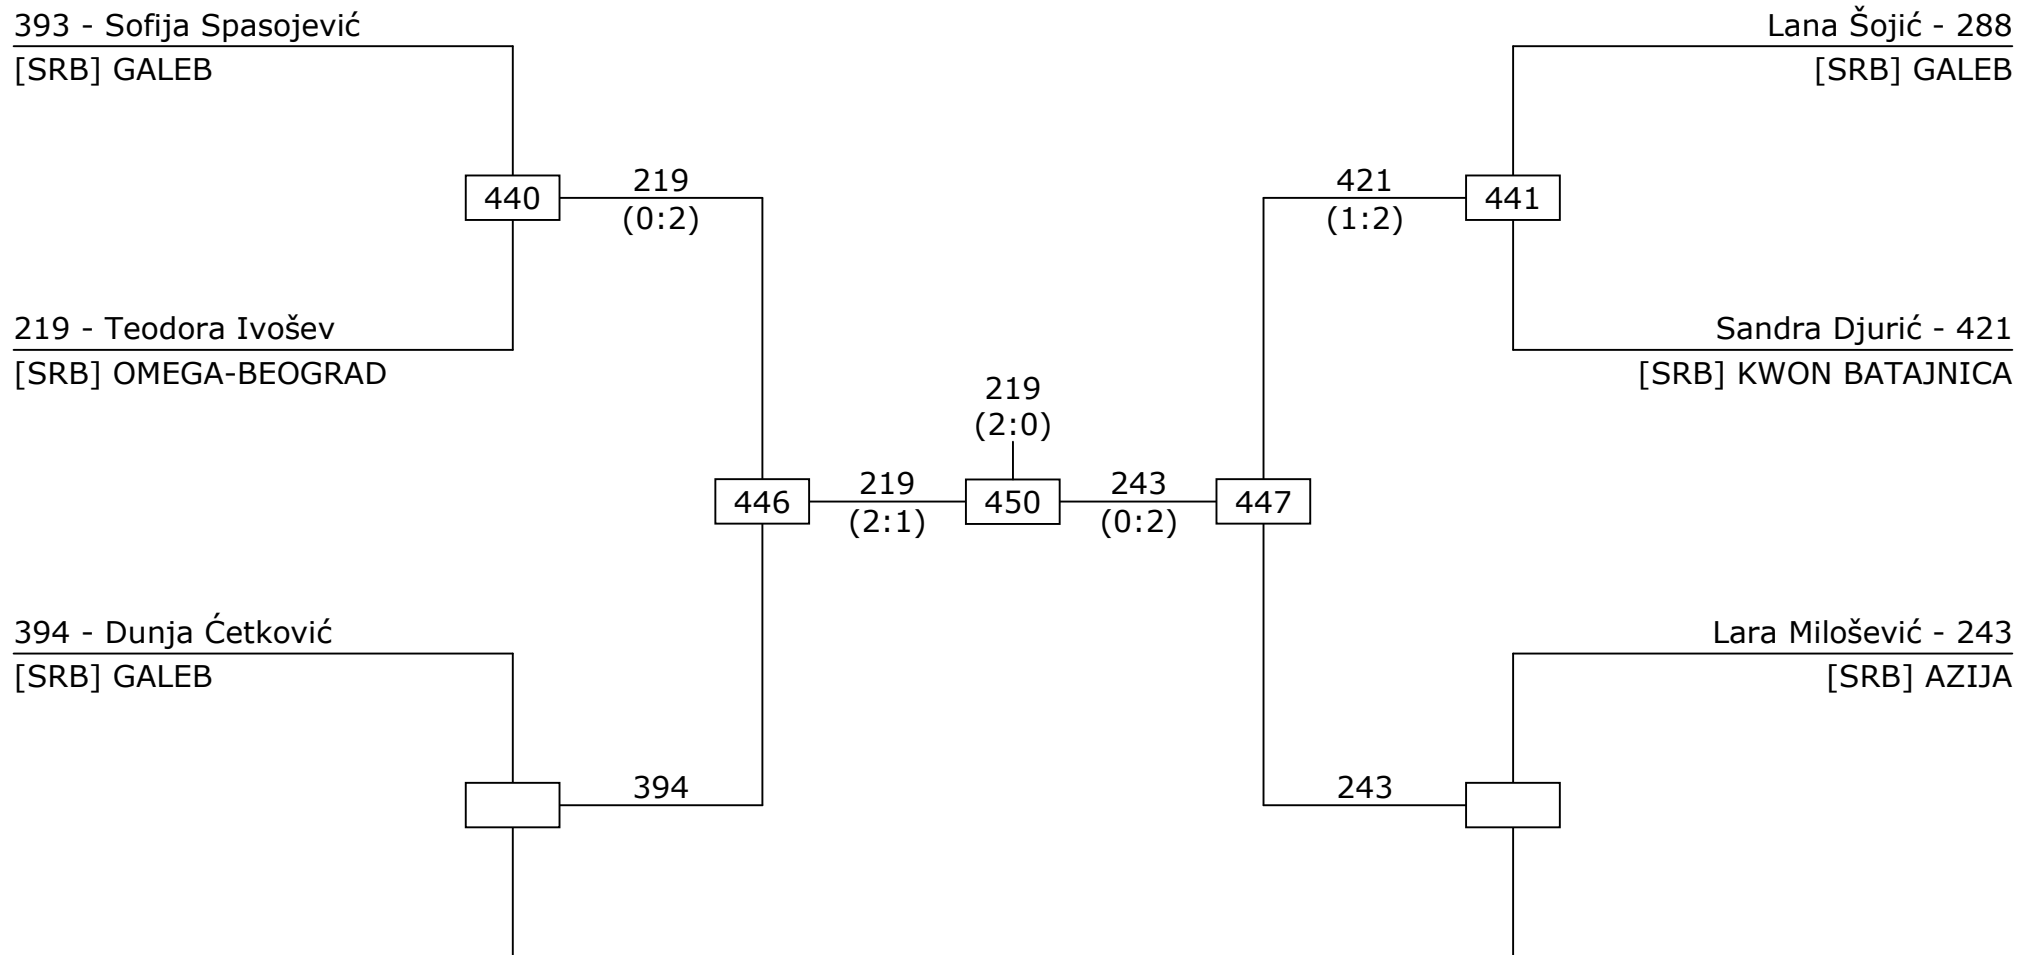 393 - Sofija Spasojević
[SRB] GALEB
Lana Šojić - 288
[SRB] GALEB
440
219
(0:2)
421
(1:2)
441
219 - Teodora Ivošev
[SRB] OMEGA-BEOGRAD
Sandra Djurić - 421
[SRB] KWON BATAJNICA
219
(2:0)
446
219
(2:1)
450
243
(0:2)
447
394 - Dunja Ćetković
[SRB] GALEB
Lara Milošević - 243
[SRB] AZIJA
394
243